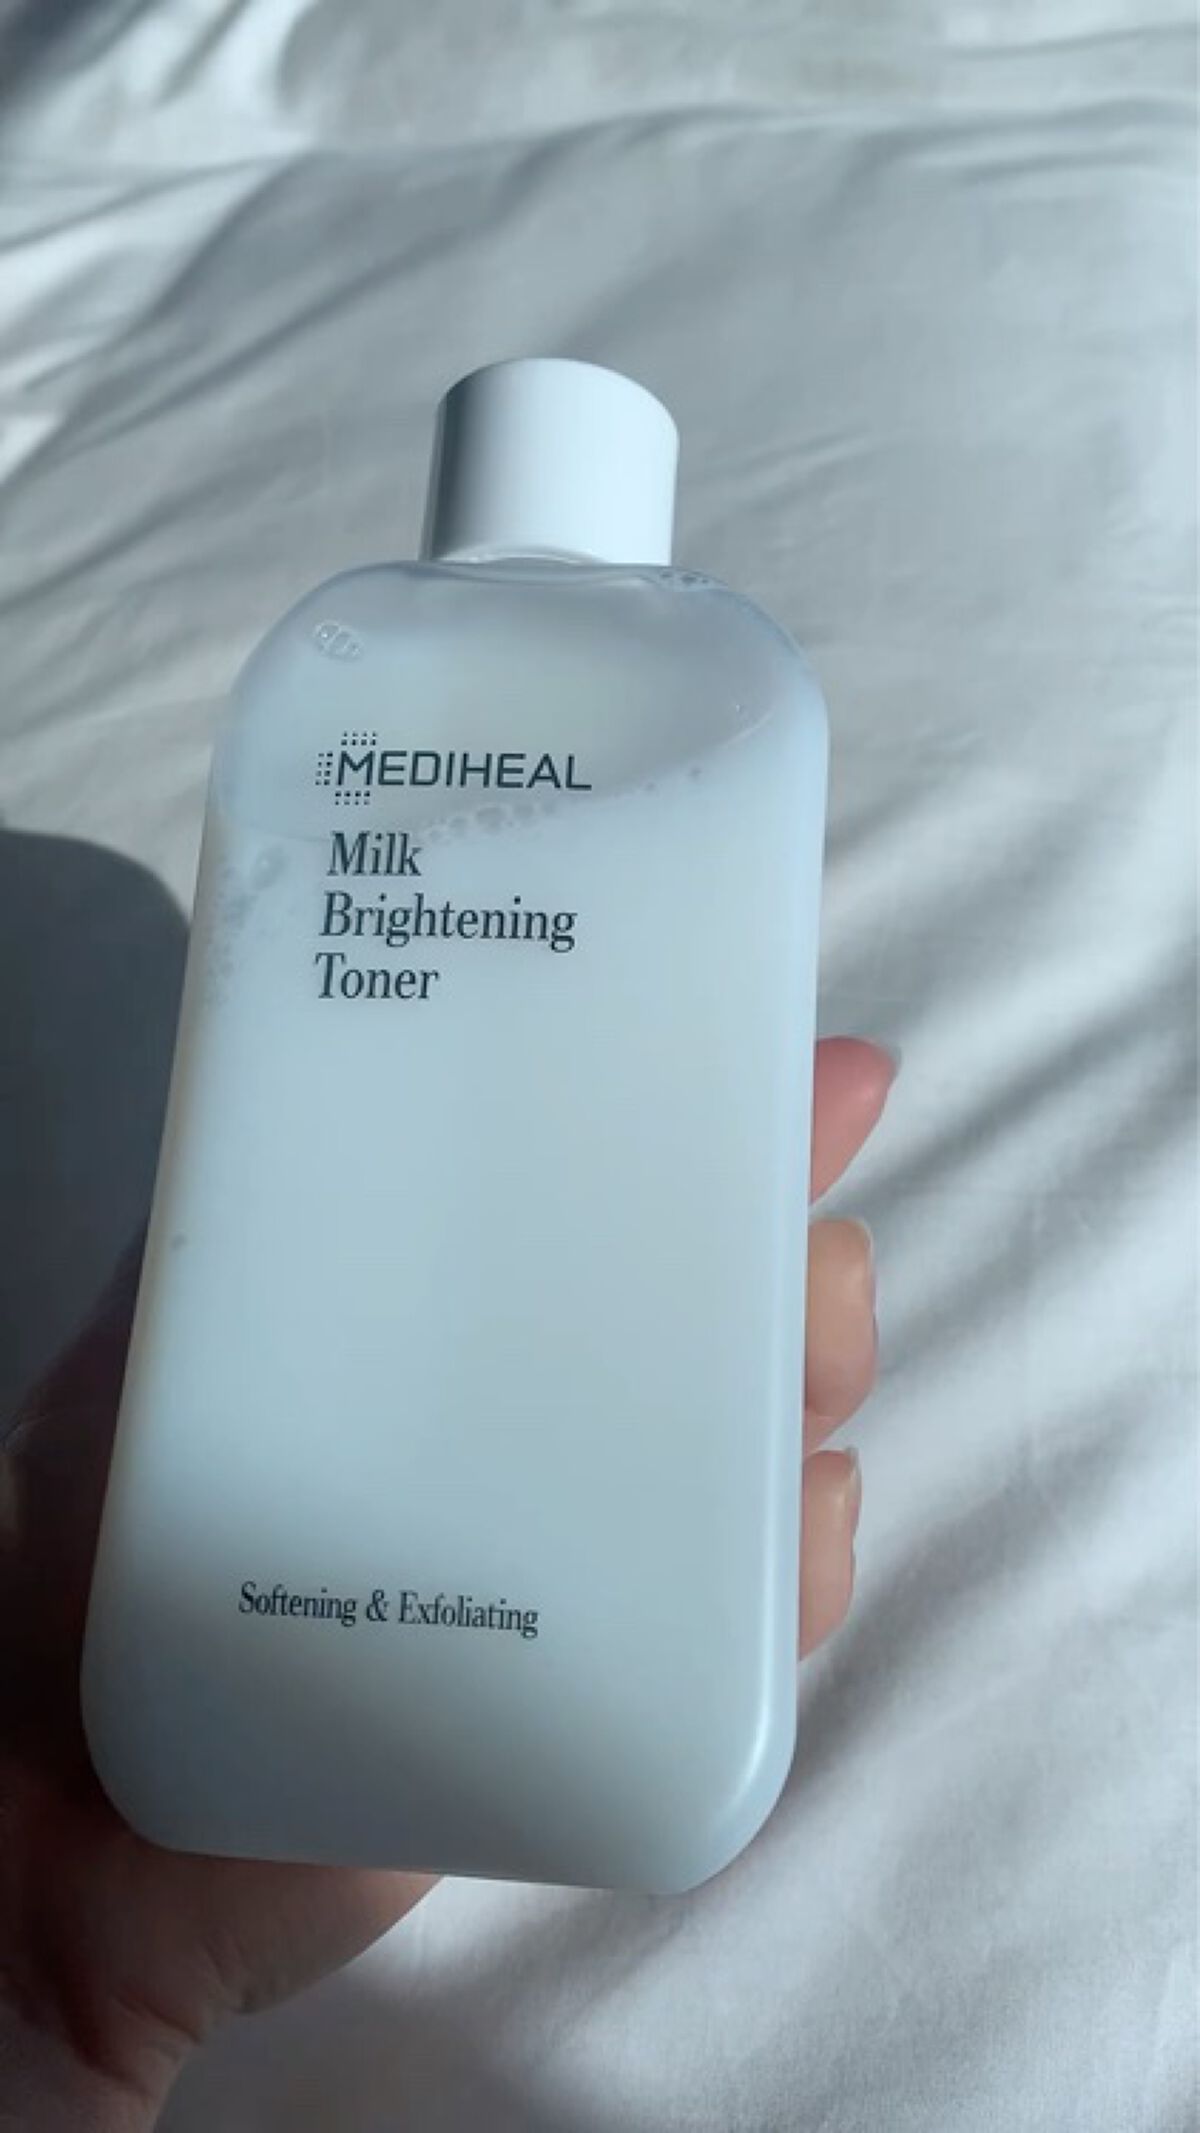 MEDIHEAL
Milk
Brightening
Toner
Softening & Exfoliating